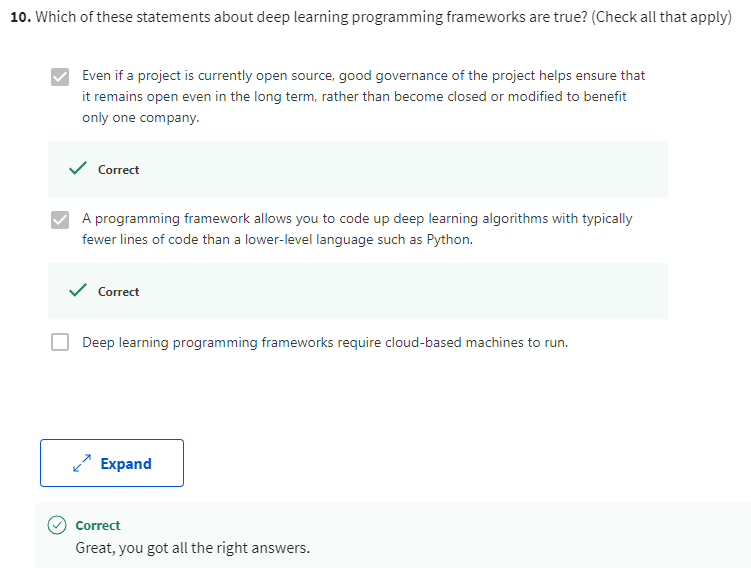 10. Which of these statements about deep learning programming frameworks are true? (Check all that apply)
Even if a project is currently open source, good governance of the project helps ensure that
it remains open even in the long term, rather than become closed or modified to benefit
only one company.
Correct
A programming framework allows you to code up deep learning algorithms with typically
fewer lines of code than a lower-level language such as Python.
Correct
Deep learning programming frameworks require cloud-based machines to run.
Expand
Correct
Great, you got all the right answers.